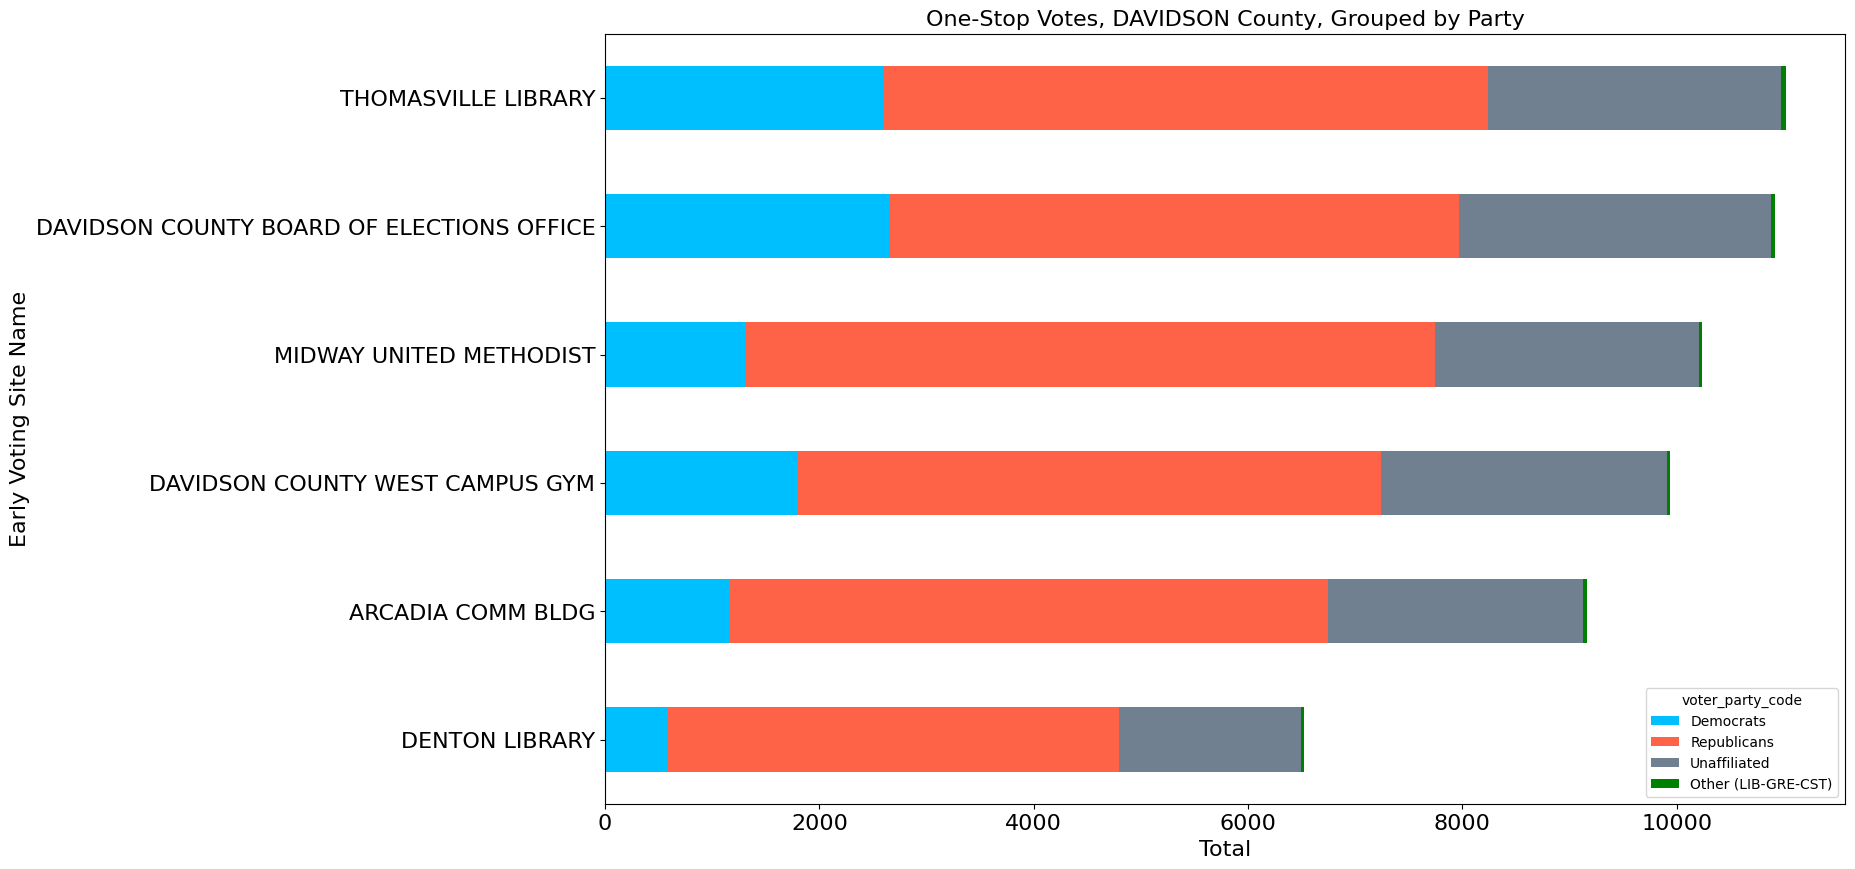 One-Stop Votes, DAVIDSON County, Grouped by Party
Early Voting Site Name
THOMASVILLE LIBRARY
DAVIDSON COUNTY BOARD OF ELECTIONS OFFICE
MIDWAY UNITED METHODIST
DAVIDSON COUNTY WEST CAMPUS GYM
ARCADIA COMM BLDG
DENTON LIBRARY
voter_party_code
Democrats
Republicans
Unaffiliated
Other (LIB-GRE-CST)
0 2000 4000 6000 8000 10000
Total